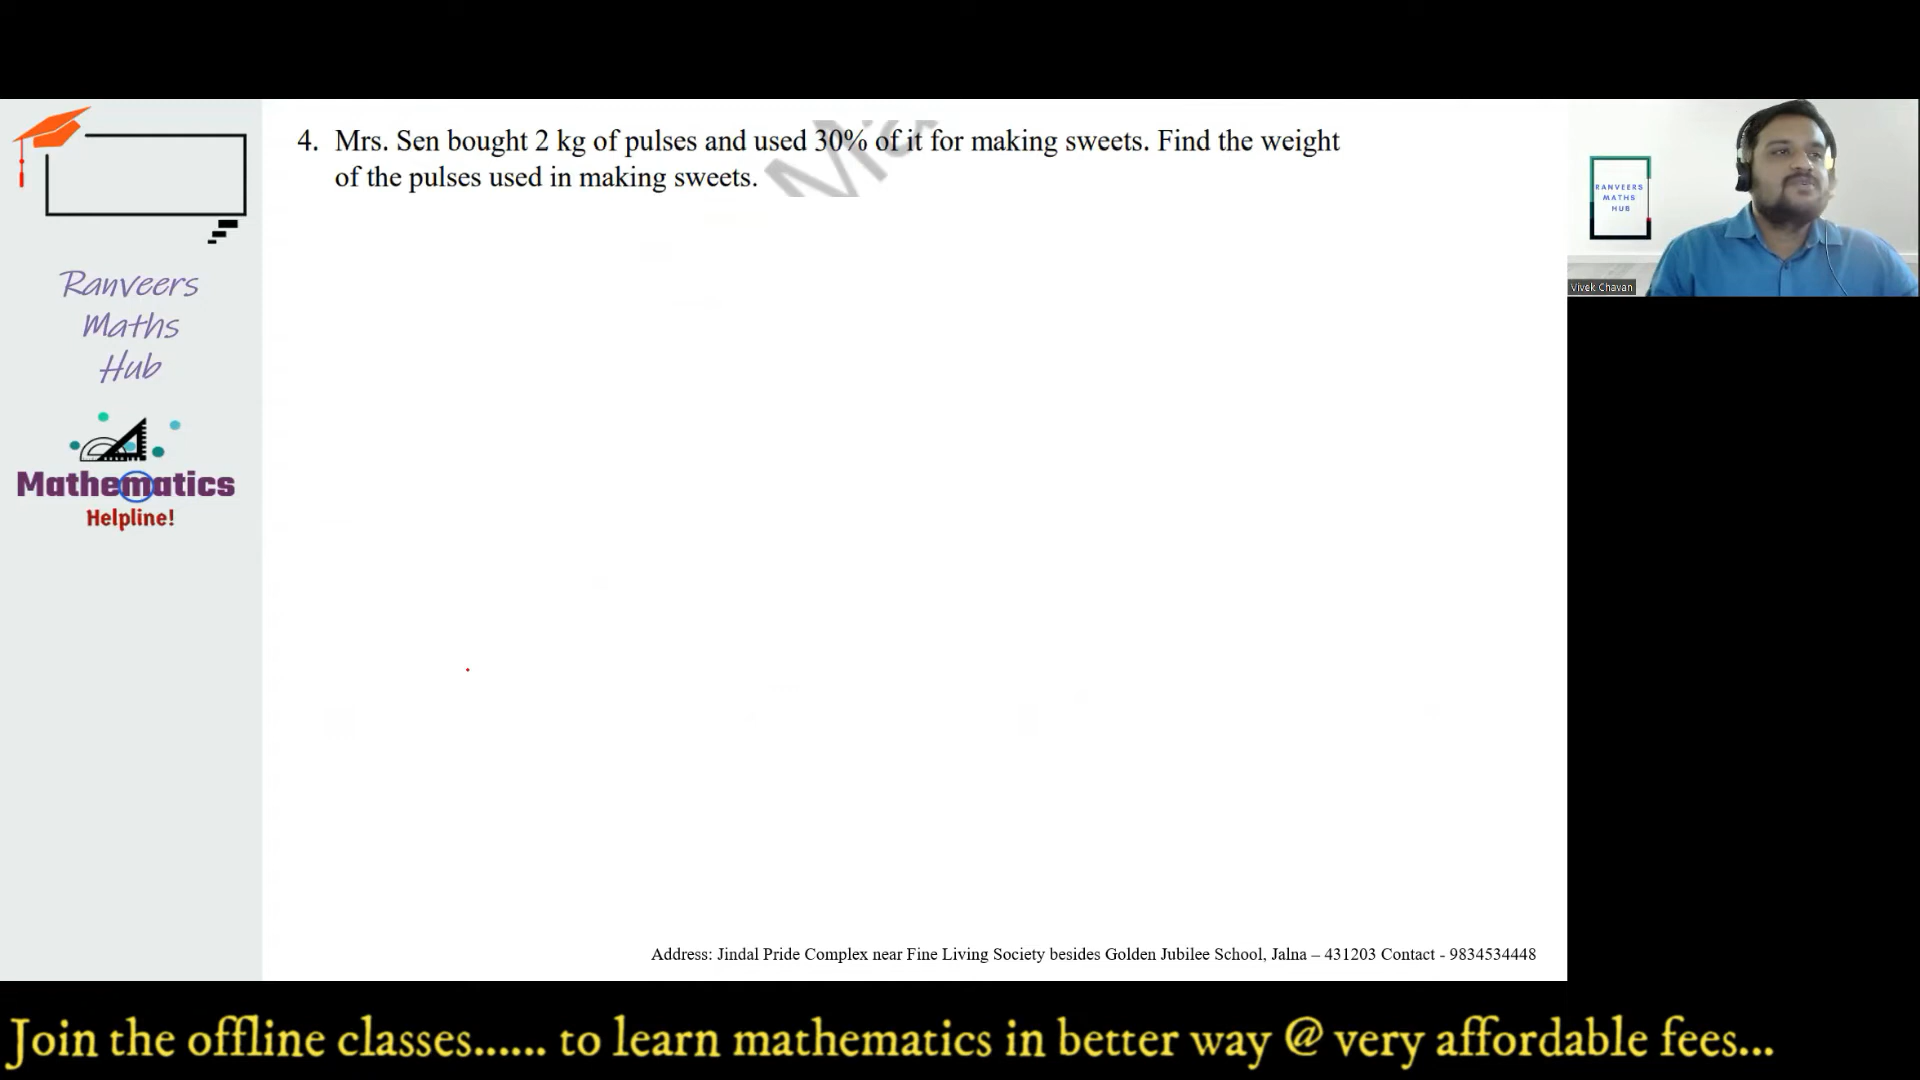 4. Mrs. Sen bought 2 kg of pulses and used 30% of it for making sweets. Find the weight
of the pulses used in making sweets.
Ranveers
Maths
Hub
Mathematics
Helpline!
RANVEERS
MATHS
HUB
Vivek Chavan
Address: Jindal Pride Complex near Fine Living Society besides Golden Jubilee School, Jalna – 431203 Contact - 9834534448
Join the offline classes...... to learn mathematics in better way @ very affordable fees...